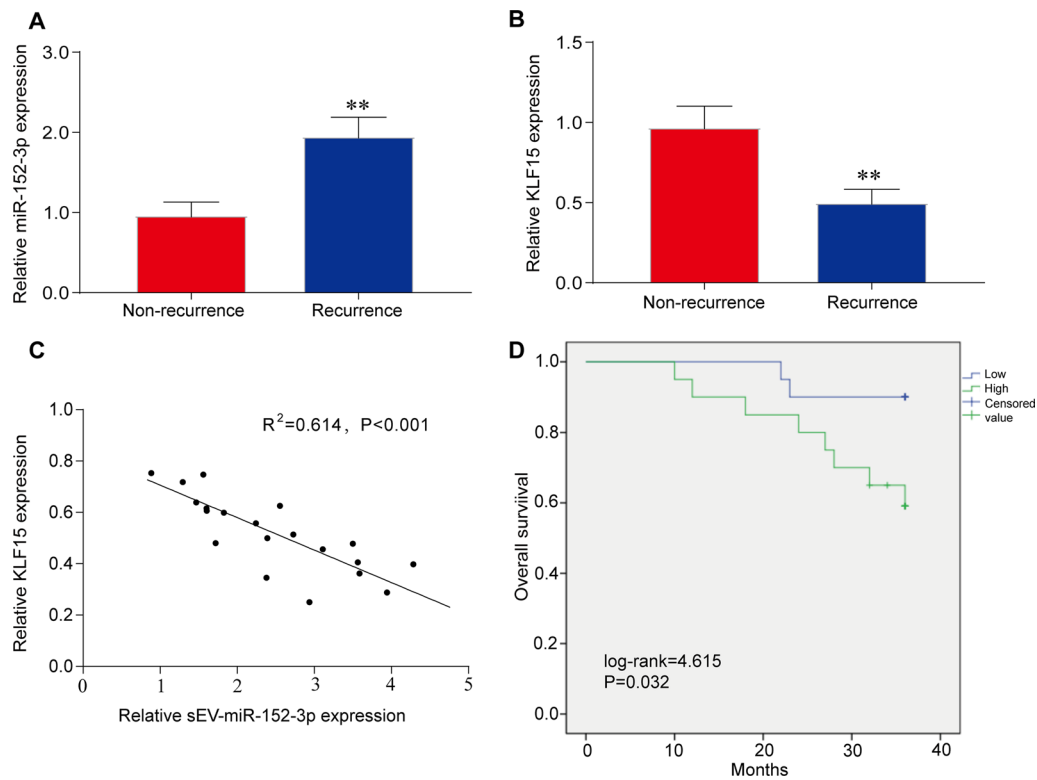 A
Relative miR-152-3p expression
3.0
2.0
1.0
0.0
**
Non-recurrence
Recurrence
B
Relative KLF15 expression
1.5
1.0
0.5
0.0
**
Non-recurrence
Recurrence
C
Relative KLF15 expression
1.0
0.8
0.6
0.4
0.2
0.0
R²=0.614, P<0.001
0 1 2 3 4 5
Relative sEV-miR-152-3p expression
D
Overall surviival
1.0
0.8
0.6
0.4
0.2
0.0
Low
High
Censored
value
log-rank=4.615
P=0.032
0 10 20 30 40
Months